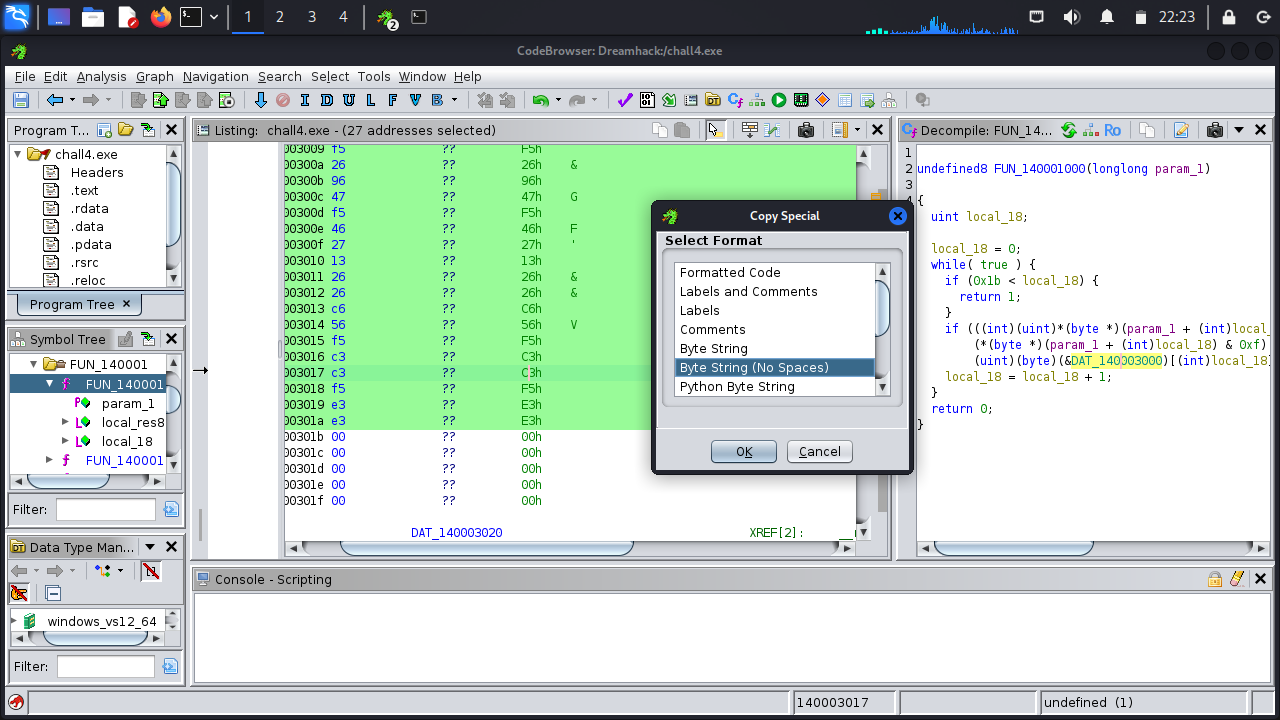 1 2 3 4 2 22:23
CodeBrowser: Dreamhack:/chall4.exe
File Edit Analysis Graph Navigation Search Select Tools Window Help
I D U L F V B
Program T...
chall4.exe
Headers
.text
.rdata
.data
.pdata
.rsrc
.reloc
Program Tree ×
Symbol Tree
FUN_140001
FUN_140001
param_1
local_res8
local_18
FUN_140001
Filter:
Data Type Man...
windows_vs12_64
Filter:
Listing: chall4.exe - (27 addresses selected)
003009 f5 ?? F5h
00300a 26 ?? 26h &
00300b 96 ?? 96h
00300c 47 ?? 47h G
00300d f5 ?? F5h
00300e 46 ?? 46h F
00300f 27 ?? 27h '
003010 13 ?? 13h
003011 26 ?? 26h &
003012 26 ?? 26h &
003013 c6 ?? C6h
003014 56 ?? 56h V
003015 f5 ?? F5h
003016 c3 ?? C3h
003017 c3 ?? C3h
003018 f5 ?? F5h
003019 e3 ?? E3h
00301a e3 ?? E3h
00301b 00 ?? 00h
00301c 00 ?? 00h
00301d 00 ?? 00h
00301e 00 ?? 00h
00301f 00 ?? 00h
DAT_140003020 XREF[2]:
Copy Special
Select Format
Formatted Code
Labels and Comments
Labels
Comments
Byte String
Byte String (No Spaces)
Python Byte String
OK Cancel
Decompile: FUN_14...
Ro
1
2 undefined8 FUN_140001000(longlong param_1)
3
4 {
uint local_18;
local_18 = 0;
while( true ) {
if (0x1b < local_18) {
return 1;
}
if (((int)(uint)*(byte *)(param_1 + (int)local_
(*(byte *)(param_1 + (int)local_18) & 0xf)
(uint)(byte)(&DAT_140003000)[(int)local_18]
local_18 = local_18 + 1;
}
return 0;
}
Console - Scripting
140003017
undefined (1)